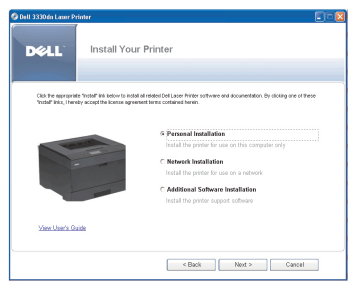 Dell 3330dn Laser Printer
DELL
Install Your Printer
Click the appropriate "Install" link below to install all related Dell Laser Printer software and documentation. By clicking one of these
"Install" links, I hereby accept the license agreement terms contained herein.
Personal Installation
Install the printer for use on this computer only
Network Installation
Install the printer for use on a network
Additional Software Installation
Install the printer support software
View User's Guide
< Back
Next >
Cancel